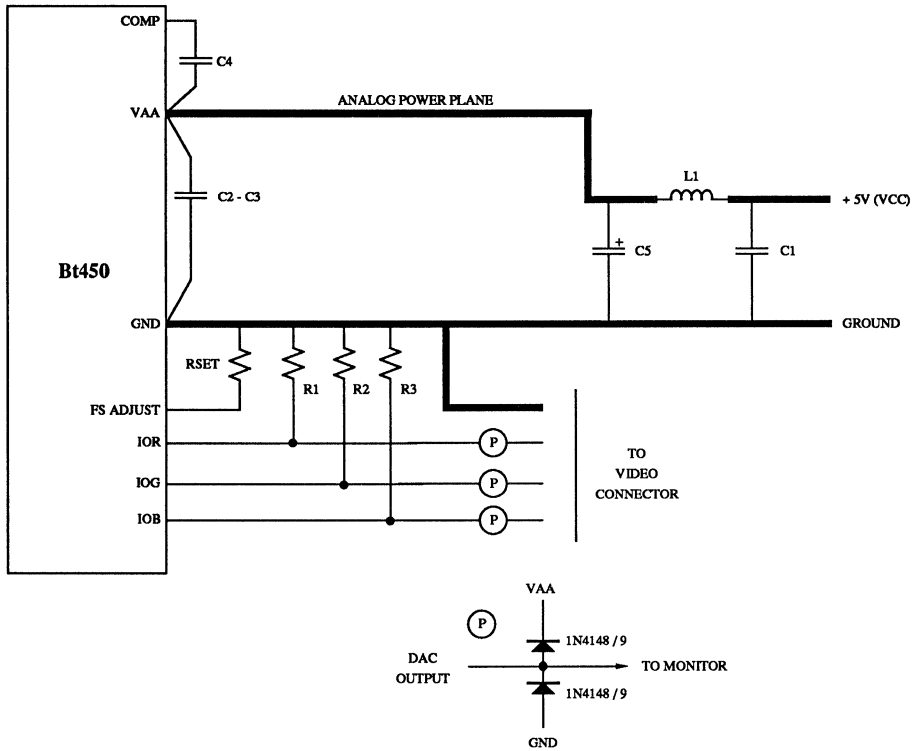 COMP
C4
ANALOG POWER PLANE
VAA
L1
C2 - C3
+ 5V (VCC)
+
C5
C1
Bt450
GND
GROUND
RSET
R1
R2
R3
FS ADJUST
IOR
P
TO
VIDEO
CONNECTOR
IOG
P
IOB
P
VAA
P
1N4148 / 9
DAC
OUTPUT
TO MONITOR
1N4148 / 9
GND